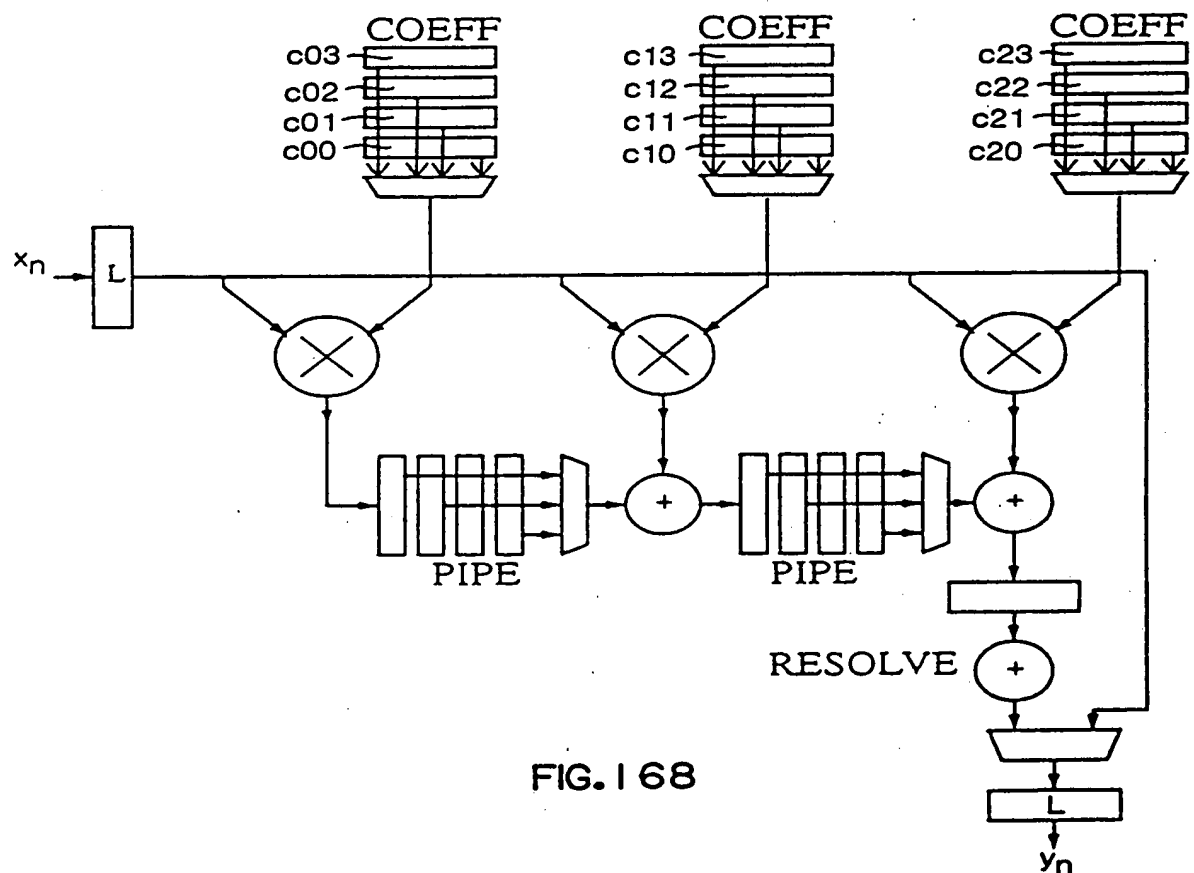 COEFF COEFF COEFF
c03 c13 c23
c02 c12 c22
c01 c11 c21
c00 c10 c20
xn L
+ +
PIPE PIPE
RESOLVE +
FIG. 168
L
yn